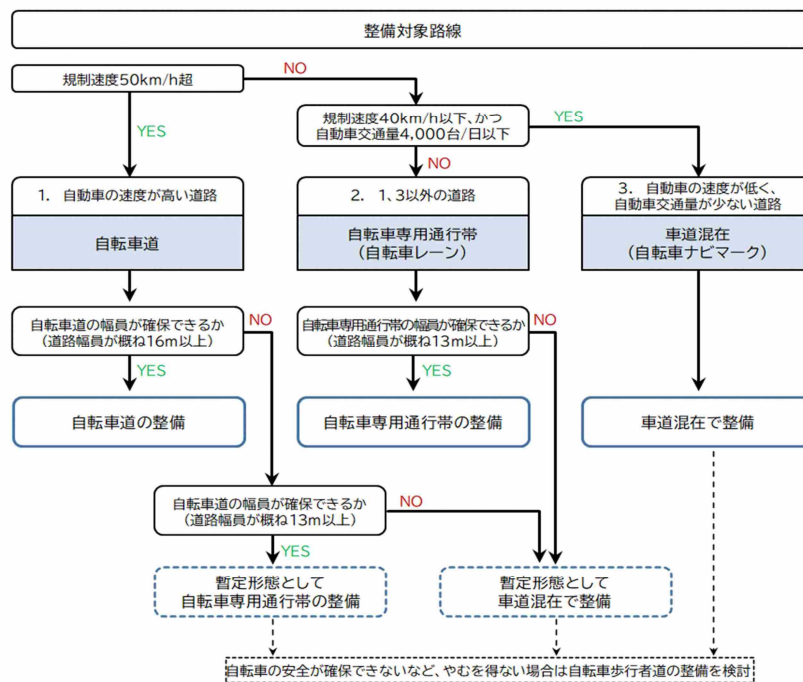 整備対象路線
規制速度50km/h超
NO
規制速度40km/h以下、かつ
自動車交通量4,000台/日以下
YES
YES
NO
1. 自動車の速度が高い道路
自転車道
2. 1、3以外の道路
自転車専用通行帯
(自転車レーン)
3. 自動車の速度が低く、
自動車交通量が少ない道路
車道混在
(自転車ナビマーク)
自転車道の幅員が確保できるか
(道路幅員が概ね16m以上)
NO
自転車専用通行帯の幅員が確保できるか
(道路幅員が概ね13m以上)
NO
YES
YES
自転車道の整備
自転車専用通行帯の整備
車道混在で整備
自転車道の幅員が確保できるか
(道路幅員が概ね13m以上)
NO
YES
暫定形態として
自転車専用通行帯の整備
暫定形態として
車道混在で整備
自転車の安全が確保できないなど、やむを得ない場合は自転車歩行者道の整備を検討